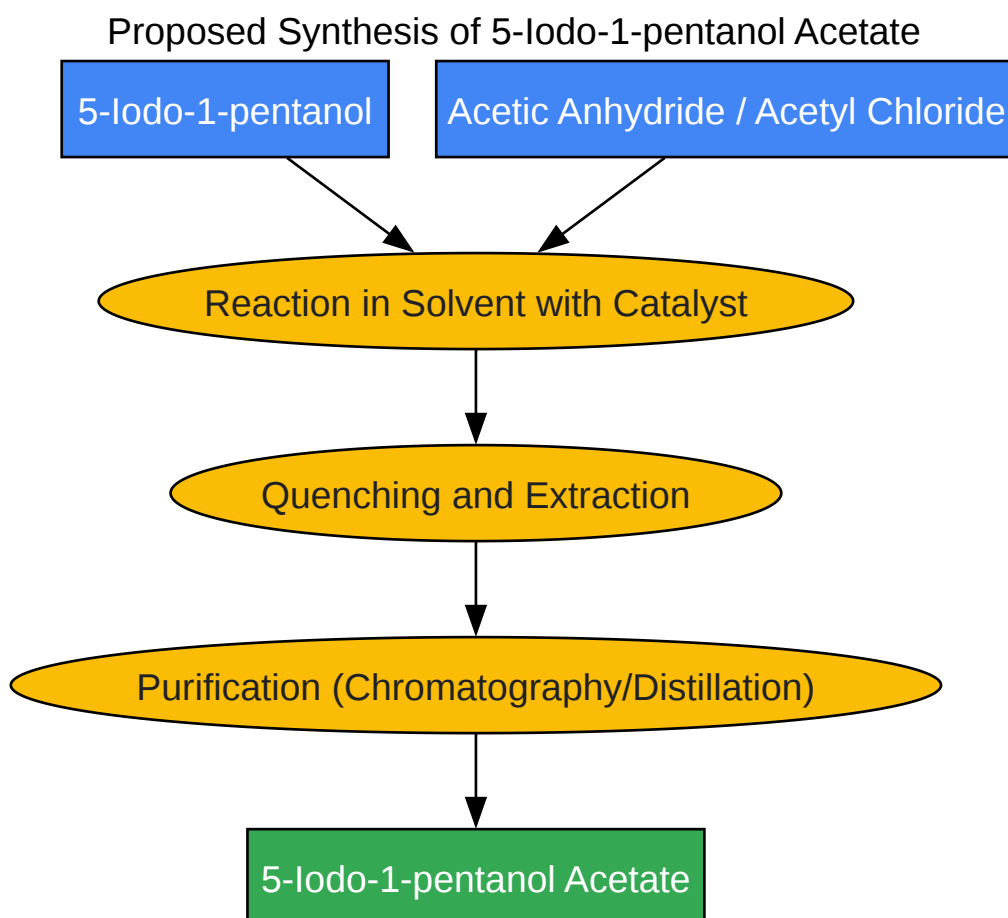 Proposed Synthesis of 5-Iodo-1-pentanol Acetate
5-Iodo-1-pentanol
Acetic Anhydride / Acetyl Chloride
Reaction in Solvent with Catalyst
Quenching and Extraction
Purification (Chromatography/Distillation)
5-Iodo-1-pentanol Acetate